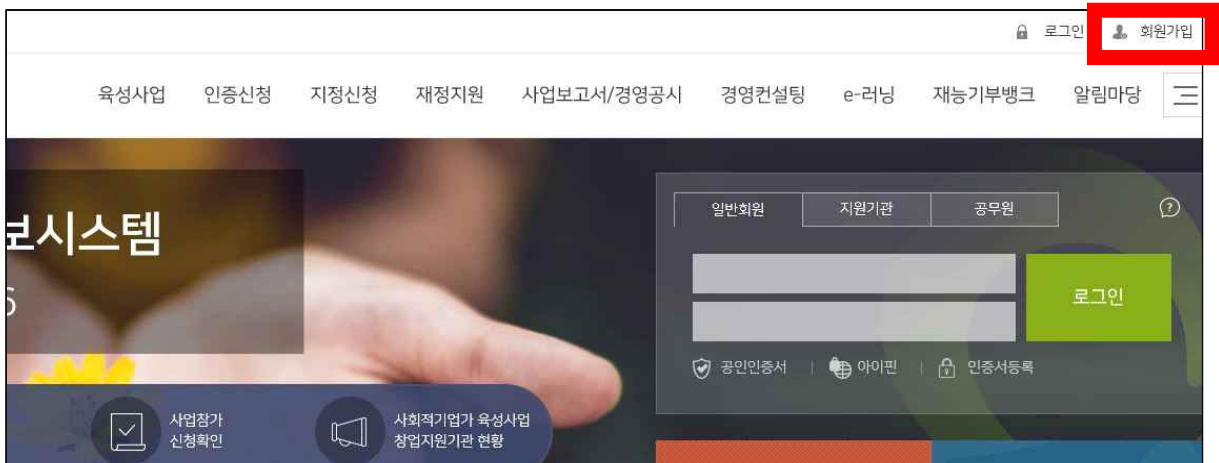 로그인 회원가입
육성사업 인증신청 지정신청 재정지원 사업보고서/경영공시 경영컨설팅 e-러닝 재능기부뱅크 알림마당
일반회원 지원기관 공무원 ?
보시스템
로그인
공인인증서 | 아이핀 | 인증서등록
사업참가
신청확인
사회적기업가 육성사업
창업지원기관 현황